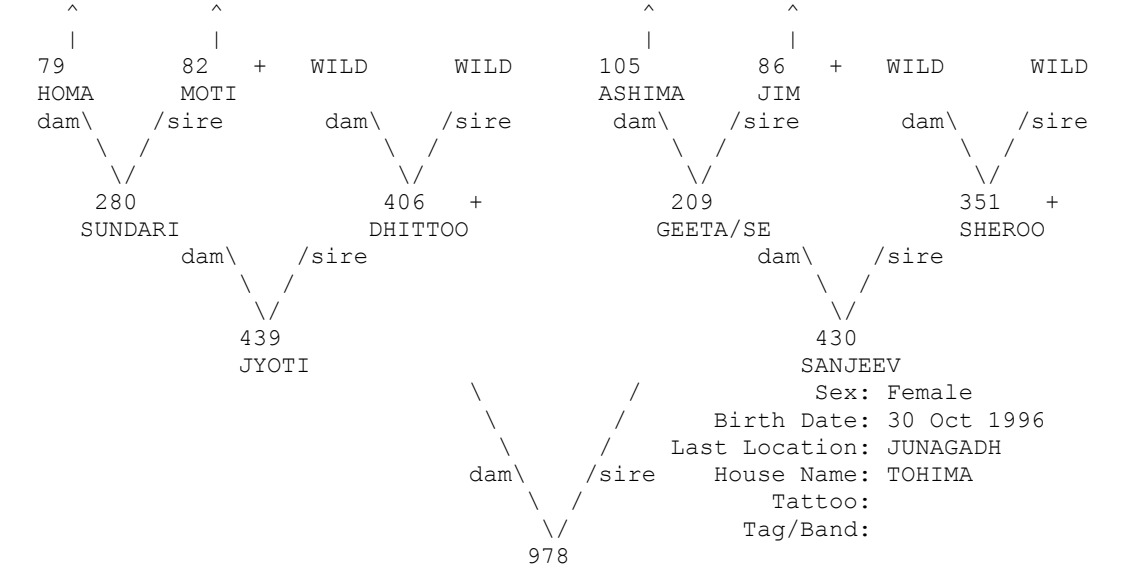 ^ ^ ^ ^
| | | |
79 82 + WILD WILD 105 86 + WILD WILD
HOMA MOTI ASHIMA JIM
dam\ /sire dam\ /sire dam\ /sire dam\ /sire
\ / \ / \ / \ /
\/ \/ \/ \/
280 406 + 209 351 +
SUNDARI DHITTOO GEETA/SE SHEROO
dam\ /sire dam\ /sire
\ / \ /
\/ \/
439 430
JYOTI SANJEEV
\ / Sex: Female
\ / Birth Date: 30 Oct 1996
\ / Last Location: JUNAGADH
dam\ /sire House Name: TOHIMA
\ / Tattoo:
\/ Tag/Band:
978